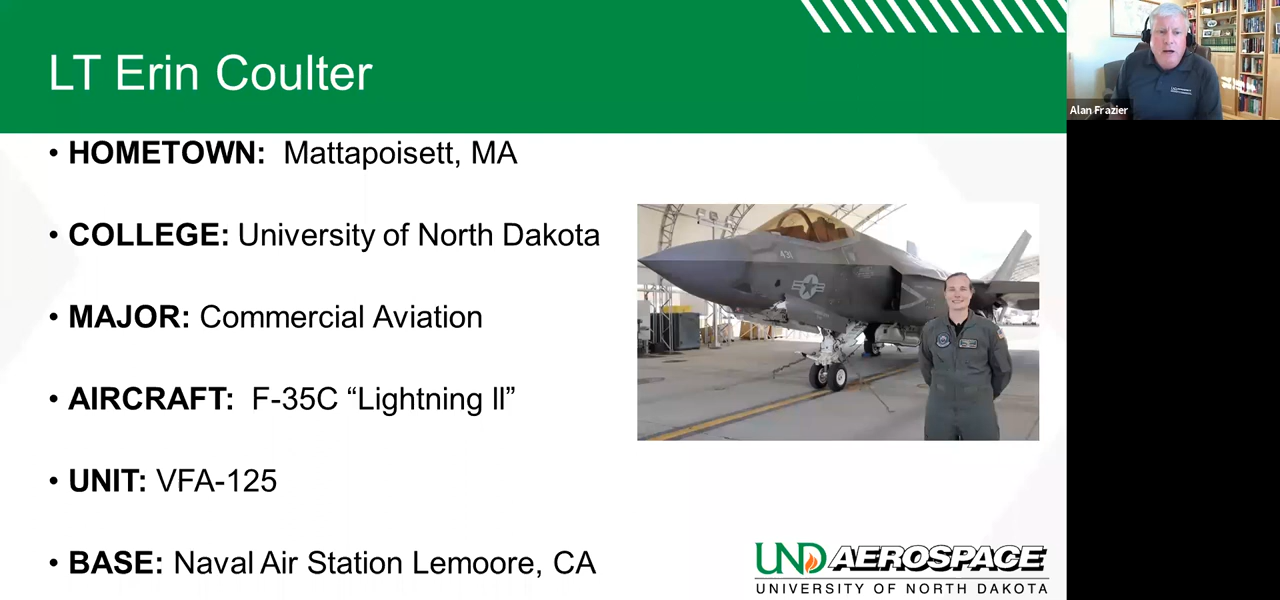 LT Erin Coulter
• HOMETOWN: Mattapoisett, MA
• COLLEGE: University of North Dakota
• MAJOR: Commercial Aviation
• AIRCRAFT: F-35C “Lightning II”
• UNIT: VFA-125
• BASE: Naval Air Station Lemoore, CA
UND AEROSPACE
UNIVERSITY OF NORTH DAKOTA
Alan Frazier